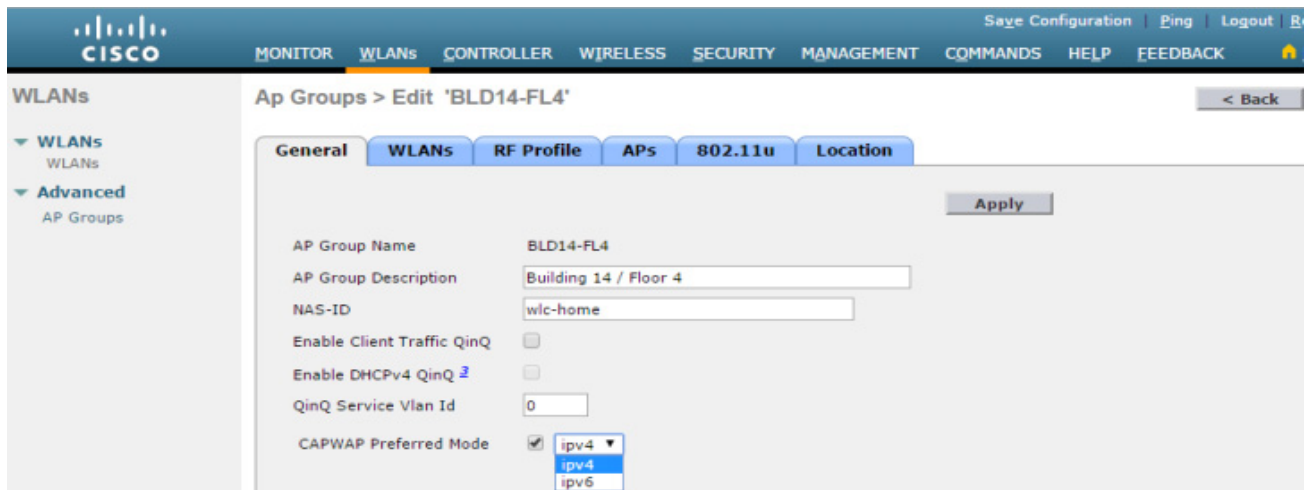 Save Configuration | Ping | Logout | Re
CISCO
MONITOR WLANs CONTROLLER WIRELESS SECURITY MANAGEMENT COMMANDS HELP FEEDBACK
WLANs
Ap Groups > Edit 'BLD14-FL4'
< Back
WLANs
WLANs
Advanced
AP Groups
General WLANs RF Profile APs 802.11u Location
Apply
AP Group Name BLD14-FL4
AP Group Description Building 14 / Floor 4
NAS-ID wlc-home
Enable Client Traffic QinQ
Enable DHCPv4 QinQ 3
QinQ Service Vlan Id 0
CAPWAP Preferred Mode ipv4
ipv4
ipv6